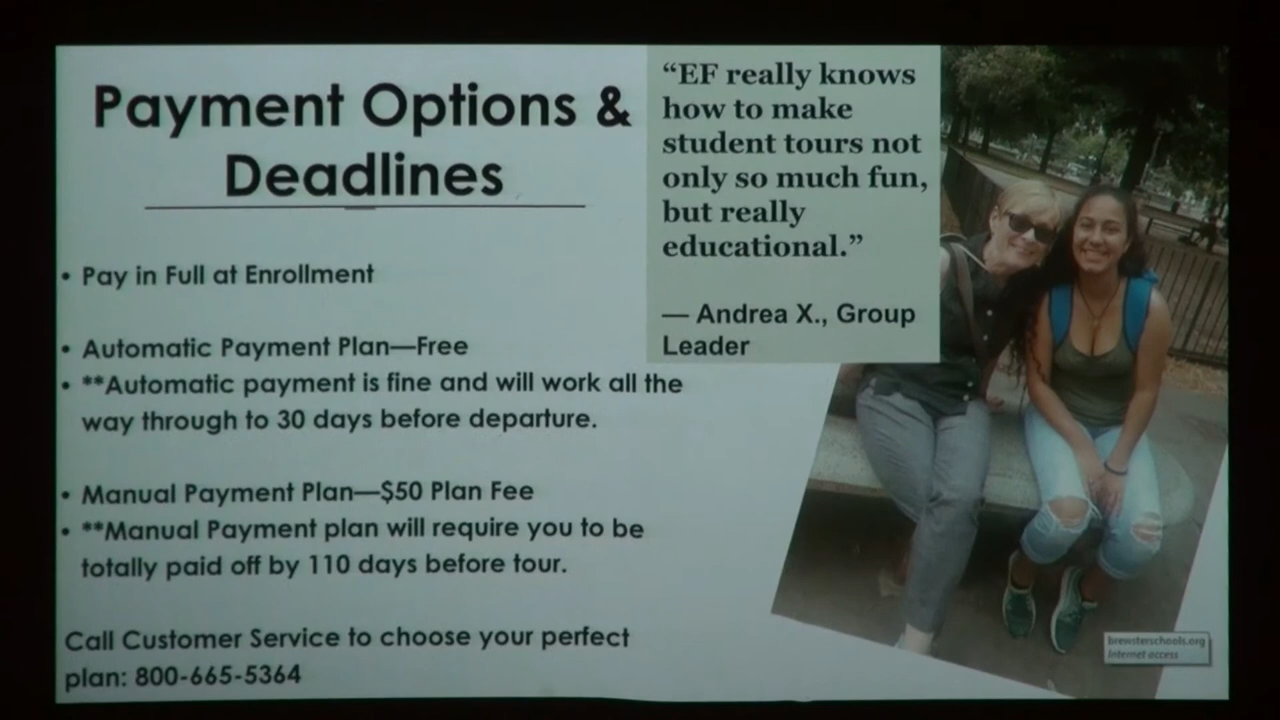 Payment Options &
Deadlines
• Pay in Full at Enrollment
• Automatic Payment Plan—Free
• **Automatic payment is fine and will work all the
way through to 30 days before departure.
• Manual Payment Plan—$50 Plan Fee
• **Manual Payment plan will require you to be
totally paid off by 110 days before tour.
Call Customer Service to choose your perfect
plan: 800-665-5364
“EF really knows
how to make
student tours not
only so much fun,
but really
educational.”
— Andrea X., Group
Leader
brewsterschools.org
Internet access